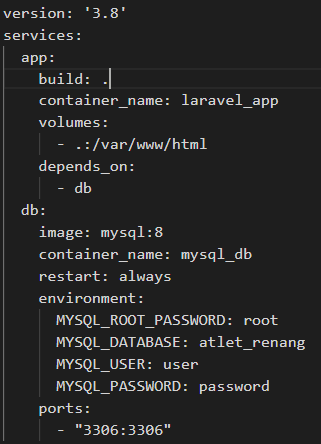 version: '3.8'
services:
  app:
    build: .
    container_name: laravel_app
    volumes:
      - .:/var/www/html
    depends_on:
      - db
  db:
    image: mysql:8
    container_name: mysql_db
    restart: always
    environment:
      MYSQL_ROOT_PASSWORD: root
      MYSQL_DATABASE: atlet_renang
      MYSQL_USER: user
      MYSQL_PASSWORD: password
    ports:
      - "3306:3306"